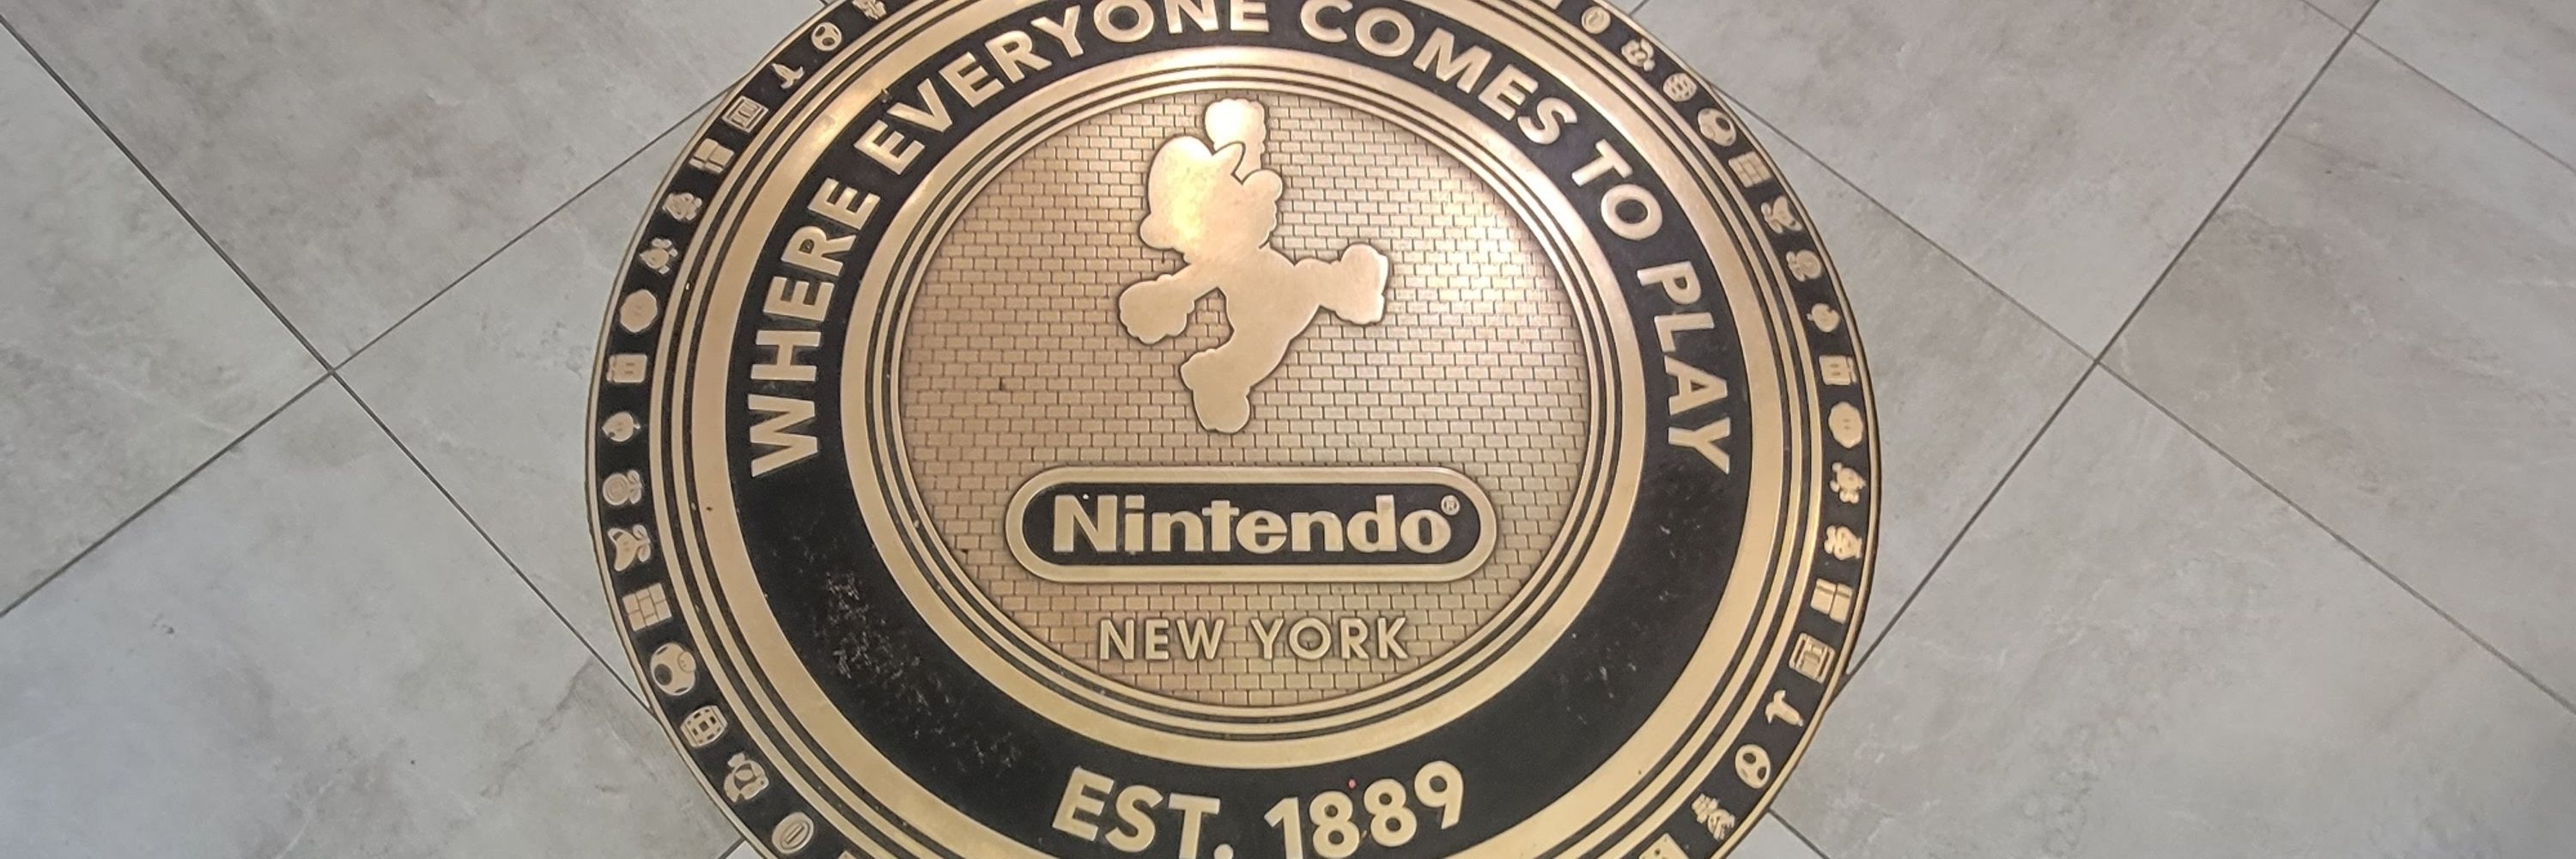 WHERE EVERYONE COMES TO PLAY
Nintendo®
NEW YORK
EST. 1889